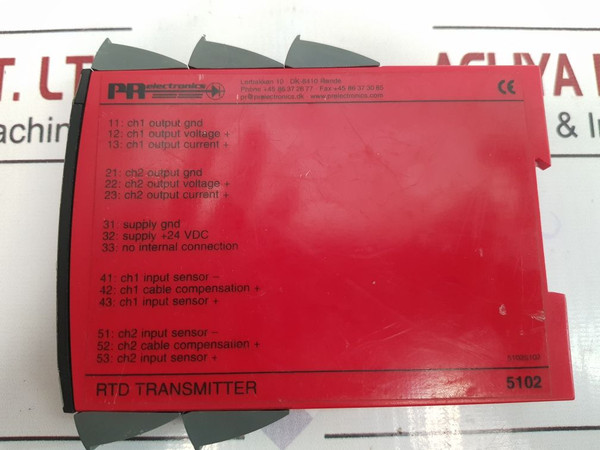 PR electronics
Lerbakken 10 . DK-8410 Rønde
Phone +45 86 37 26 77 Fax +45 86 37 30 85
pr@prelectronics.dk . www.prelectronics.com
CE
11: ch1 output gnd
12: ch1 output voltage +
13: ch1 output current +
21: ch2 output gnd
22: ch2 output voltage +
23: ch2 output current +
31: supply gnd
32: supply +24 VDC
33: no internal connection
41: ch1 input sensor -
42: ch1 cable compensation +
43: ch1 input sensor +
51: ch2 input sensor -
52: ch2 cable compensation +
53: ch2 input sensor +
RTD TRANSMITTER 5102
T. LT
achin
& In